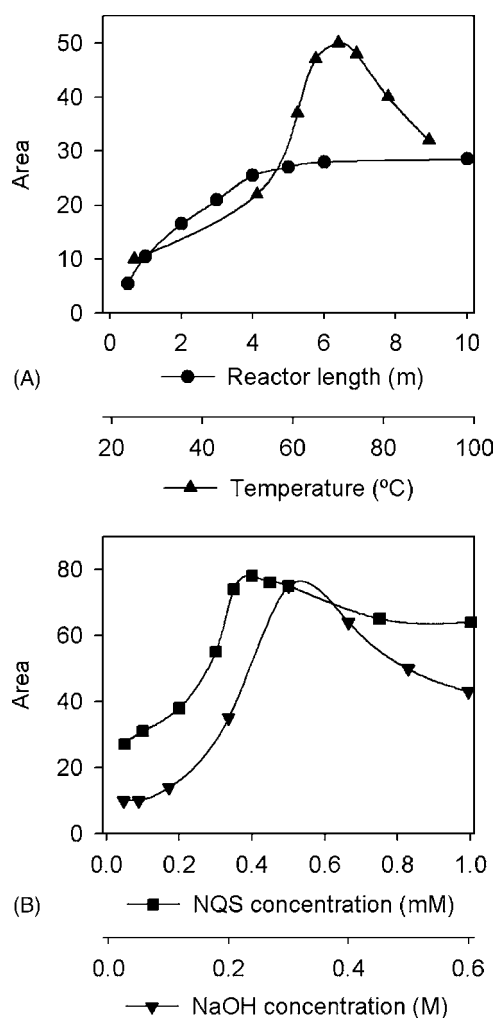 50
40
30
20
10
0
Area
0 2 4 6 8 10
(A)
Reactor length (m)
20 40 60 80 100
Temperature (ºC)
80
60
40
20
0
Area
0.0 0.2 0.4 0.6 0.8 1.0
(B)
NQS concentration (mM)
0.0 0.2 0.4 0.6
NaOH concentration (M)